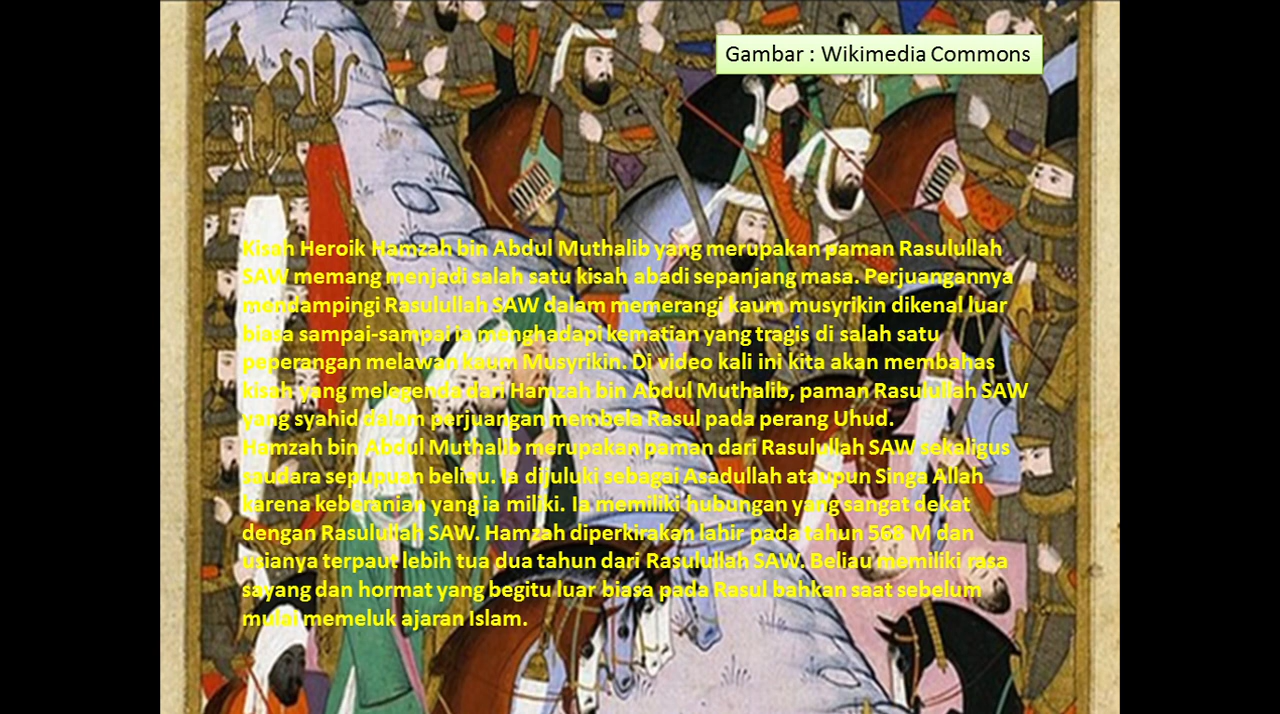 Gambar : Wikimedia Commons
Kisah Heroik Hamzah bin Abdul Muthalib yang merupakan paman Rasulullah
SAW memang menjadi salah satu kisah abadi sepanjang masa. Perjuangannya
mendampingi Rasulullah SAW dalam memerangi kaum musyrikin dikenal luar
biasa sampai-sampai ia menghadapi kematian yang tragis di salah satu
peperangan melawan kaum Musyrikin. Di video kali ini kita akan membahas
kisah yang melegenda dari Hamzah bin Abdul Muthalib, paman Rasulullah SAW
yang syahid dalam perjuangan membela Rasul pada perang Uhud.
Hamzah bin Abdul Muthalib merupakan paman dari Rasulullah SAW sekaligus
saudara sepupuan beliau. Ia dijuluki sebagai Asadullah ataupun Singa Allah
karena keberanian yang ia miliki. Ia memiliki hubungan yang sangat dekat
dengan Rasulullah SAW. Hamzah diperkirakan lahir pada tahun 568 M dan
usianya terpaut lebih tua dua tahun dari Rasulullah SAW. Beliau memiliki rasa
sayang dan hormat yang begitu luar biasa pada Rasul bahkan saat sebelum
mulai memeluk ajaran Islam.